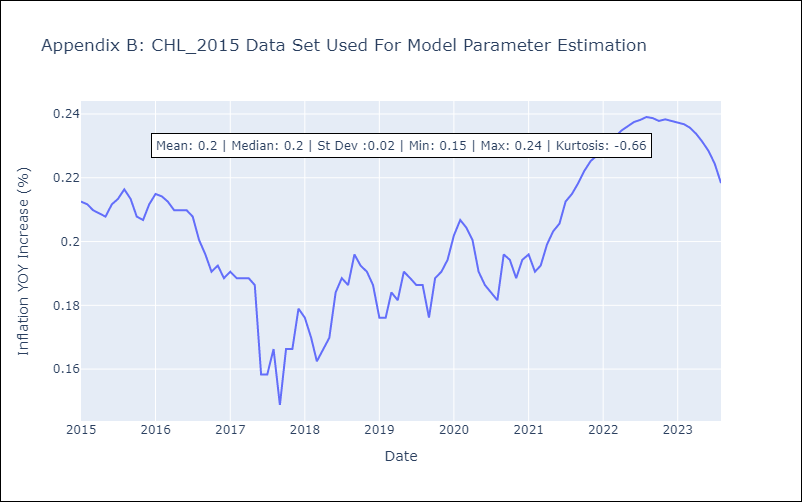 Appendix B: CHL_2015 Data Set Used For Model Parameter Estimation
0.24
Mean: 0.2 | Median: 0.2 | St Dev :0.02 | Min: 0.15 | Max: 0.24 | Kurtosis: -0.66
0.22
0.2
0.18
0.16
Inflation YOY Increase (%)
2015 2016 2017 2018 2019 2020 2021 2022 2023
Date